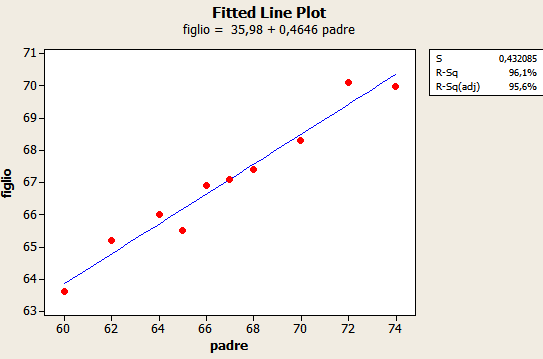 Fitted Line Plot
figlio = 35,98 + 0,4646 padre
71
70
69
68
67
66
65
64
63
figlio
60
62
64
66
68
70
72
74
padre
S 0,432085
R-Sq 96,1%
R-Sq(adj) 95,6%